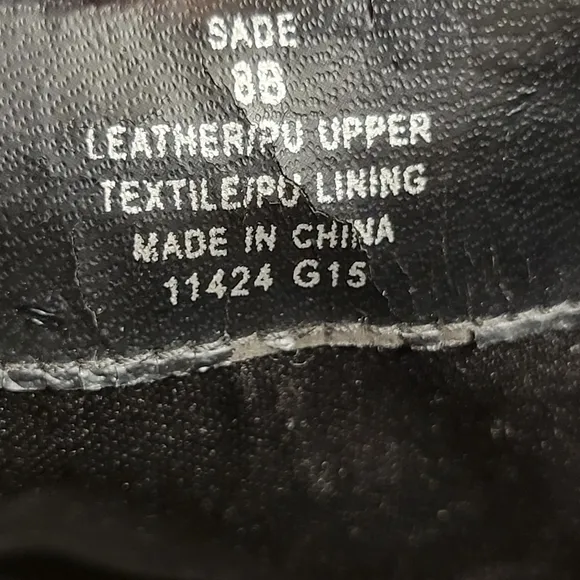 SADE
8B
LEATHER/PU UPPER
TEXTILE/PU LINING
MADE IN CHINA
11424 G15